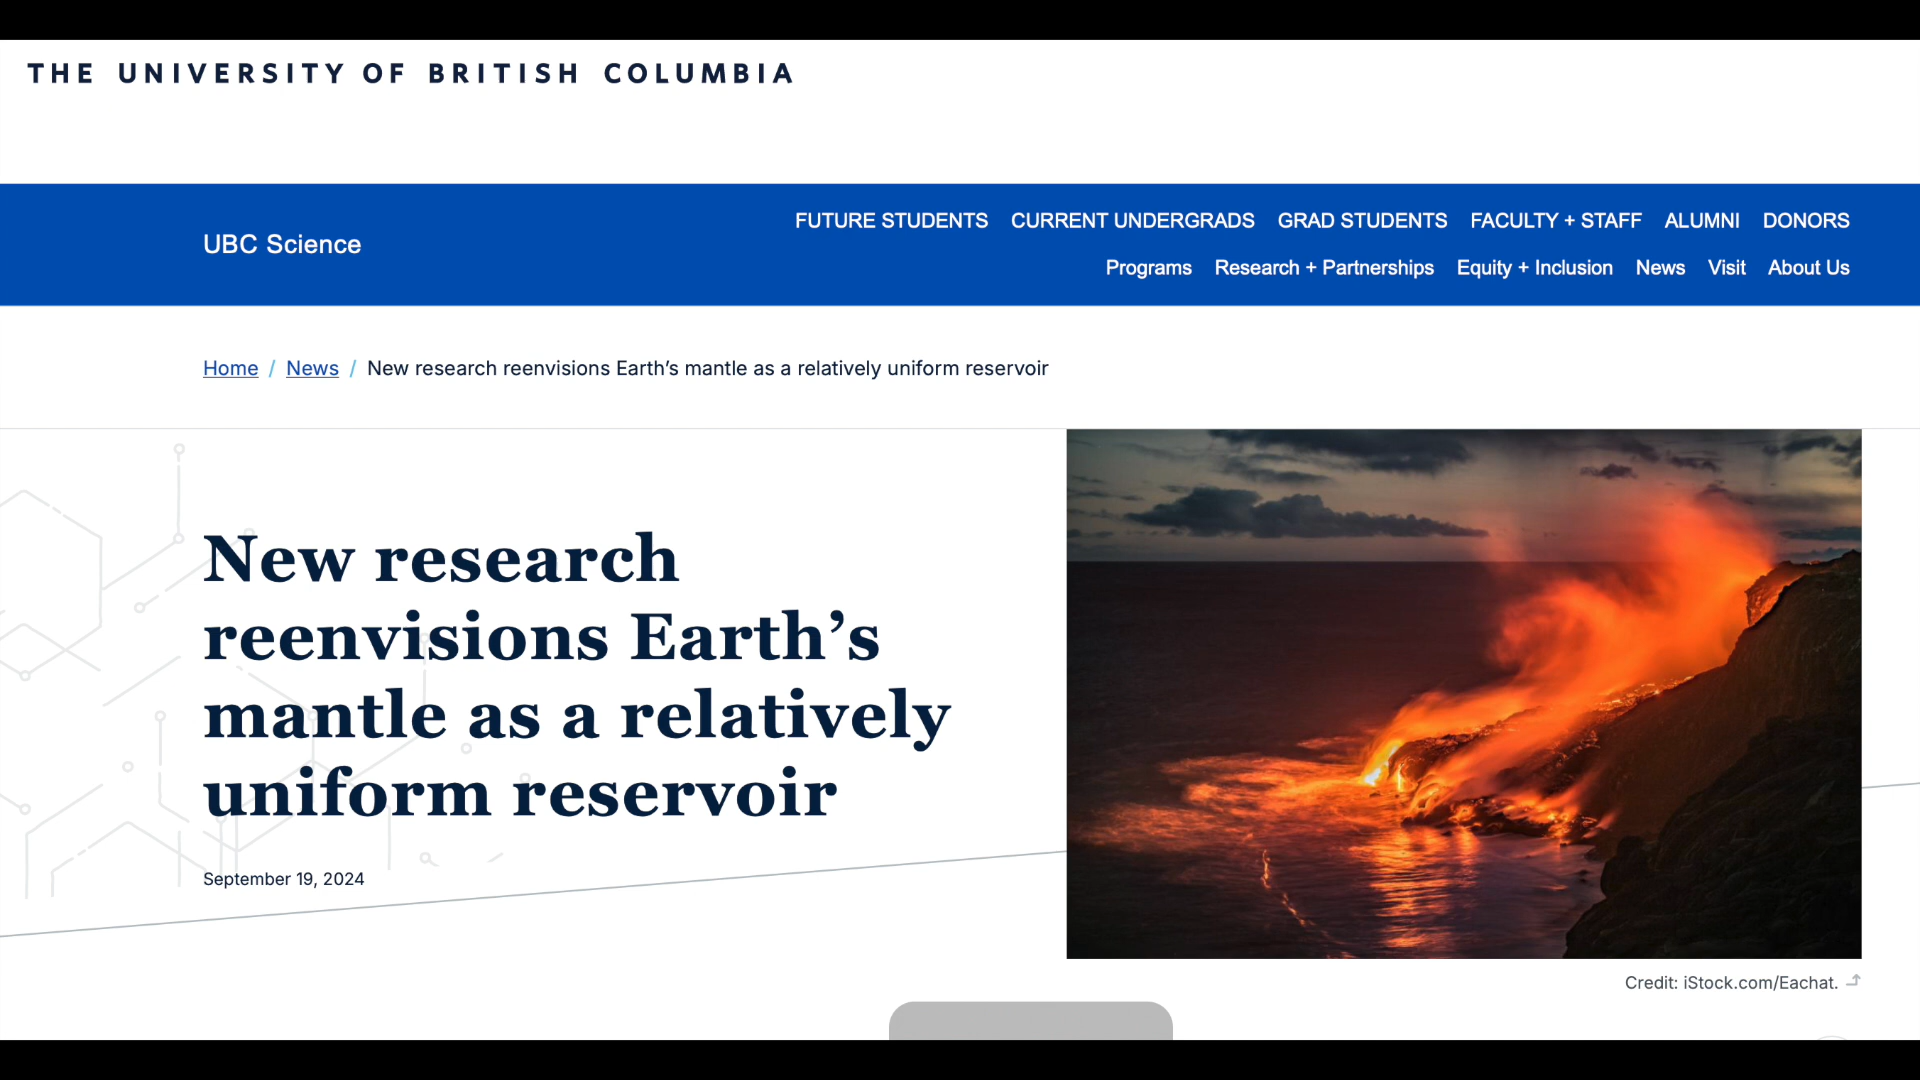 THE UNIVERSITY OF BRITISH COLUMBIA
FUTURE STUDENTS CURRENT UNDERGRADS GRAD STUDENTS FACULTY + STAFF ALUMNI DONORS
UBC Science
Programs Research + Partnerships Equity + Inclusion News Visit About Us
Home / News / New research reenvisions Earth’s mantle as a relatively uniform reservoir
New research
reenvisions Earth’s
mantle as a relatively
uniform reservoir
September 19, 2024
Credit: iStock.com/Eachat.